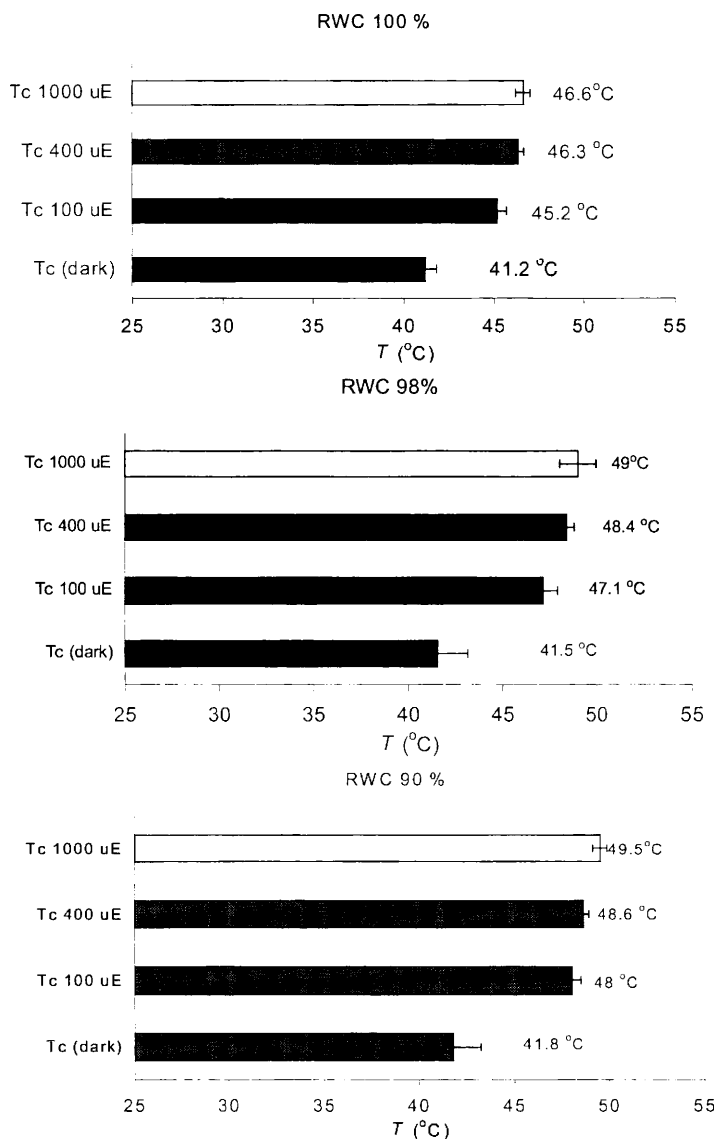 RWC 100 %
Tc 1000 uE 46.6°C
Tc 400 uE 46.3 °C
Tc 100 uE 45.2 °C
Tc (dark) 41.2 °C
25 30 35 40 45 50 55
T (°C)
RWC 98%
Tc 1000 uE 49°C
Tc 400 uE 48.4 °C
Tc 100 uE 47.1 °C
Tc (dark) 41.5 °C
25 30 35 40 45 50 55
T (°C)
RWC 90 %
Tc 1000 uE 49.5°C
Tc 400 uE 48.6 °C
Tc 100 uE 48 °C
Tc (dark) 41.8 °C
25 30 35 40 45 50 55
T (°C)